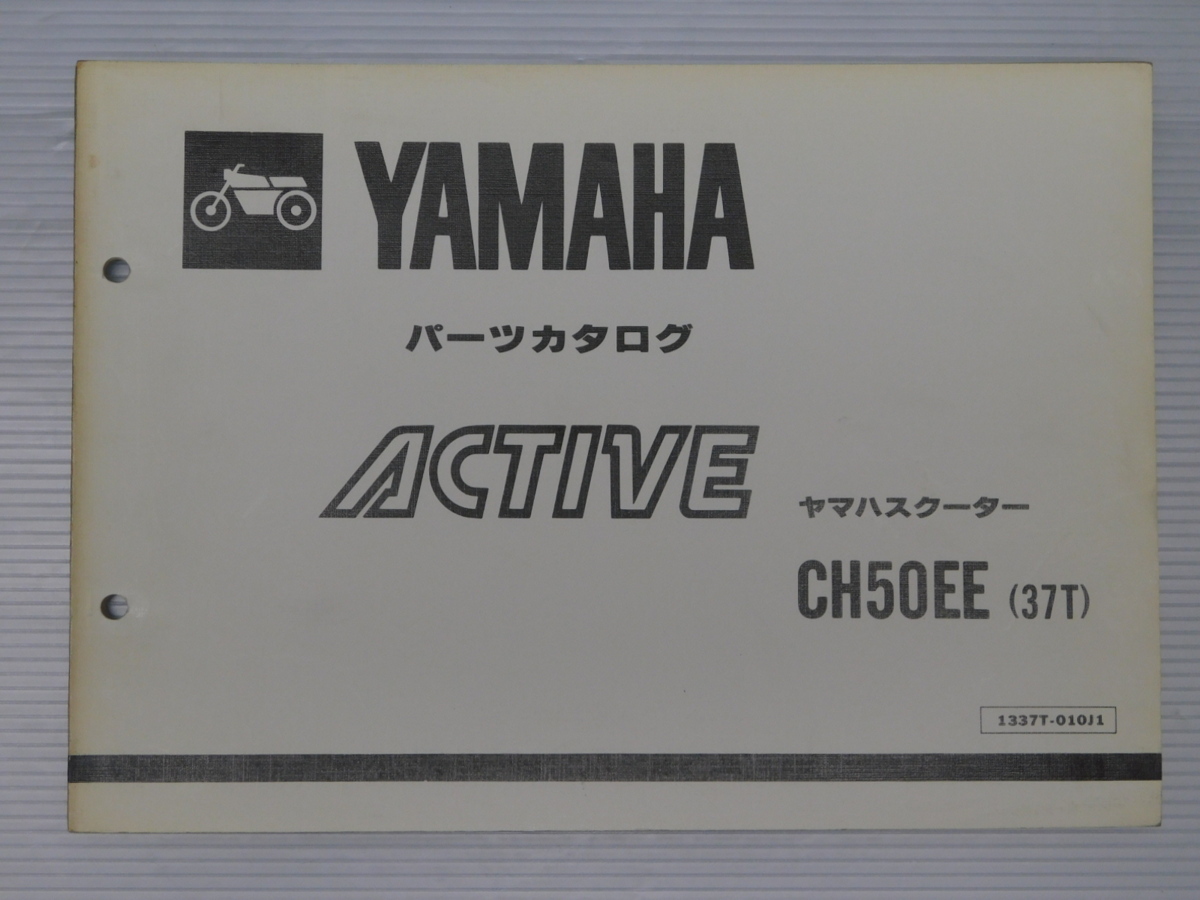 YAMAHA
パーツカタログ
ACTIVE
ヤマハスクーター
CH50EE (37T)
1337T-010J1